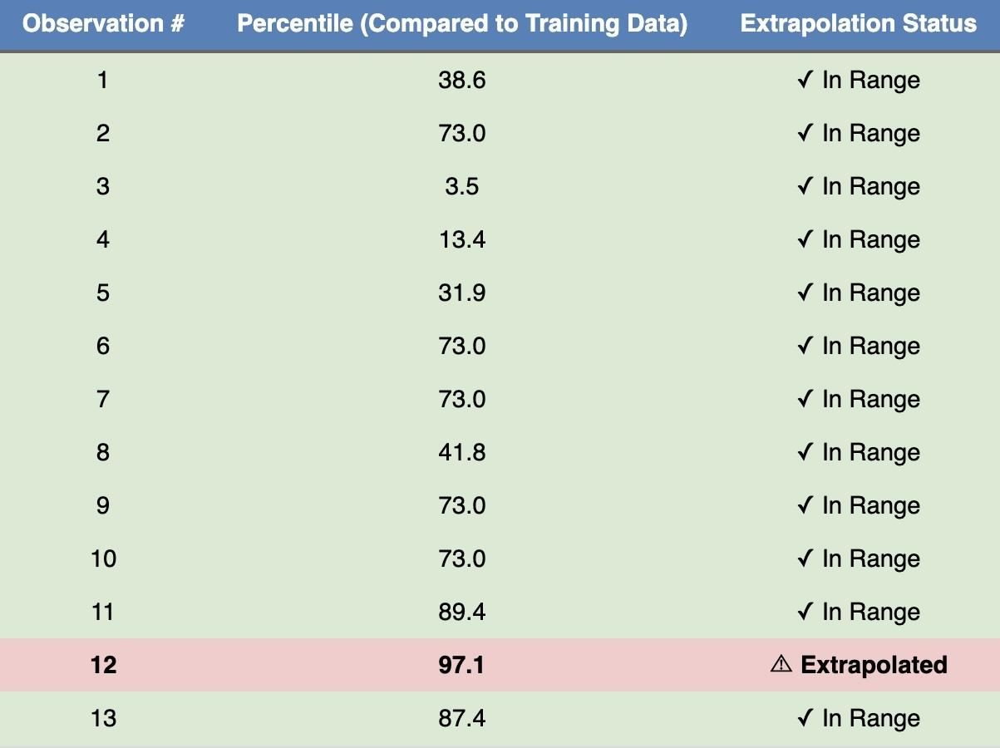 Observation # Percentile (Compared to Training Data) Extrapolation Status
1 38.6 ✓ In Range
2 73.0 ✓ In Range
3 3.5 ✓ In Range
4 13.4 ✓ In Range
5 31.9 ✓ In Range
6 73.0 ✓ In Range
7 73.0 ✓ In Range
8 41.8 ✓ In Range
9 73.0 ✓ In Range
10 73.0 ✓ In Range
11 89.4 ✓ In Range
12 97.1 ⚠ Extrapolated
13 87.4 ✓ In Range